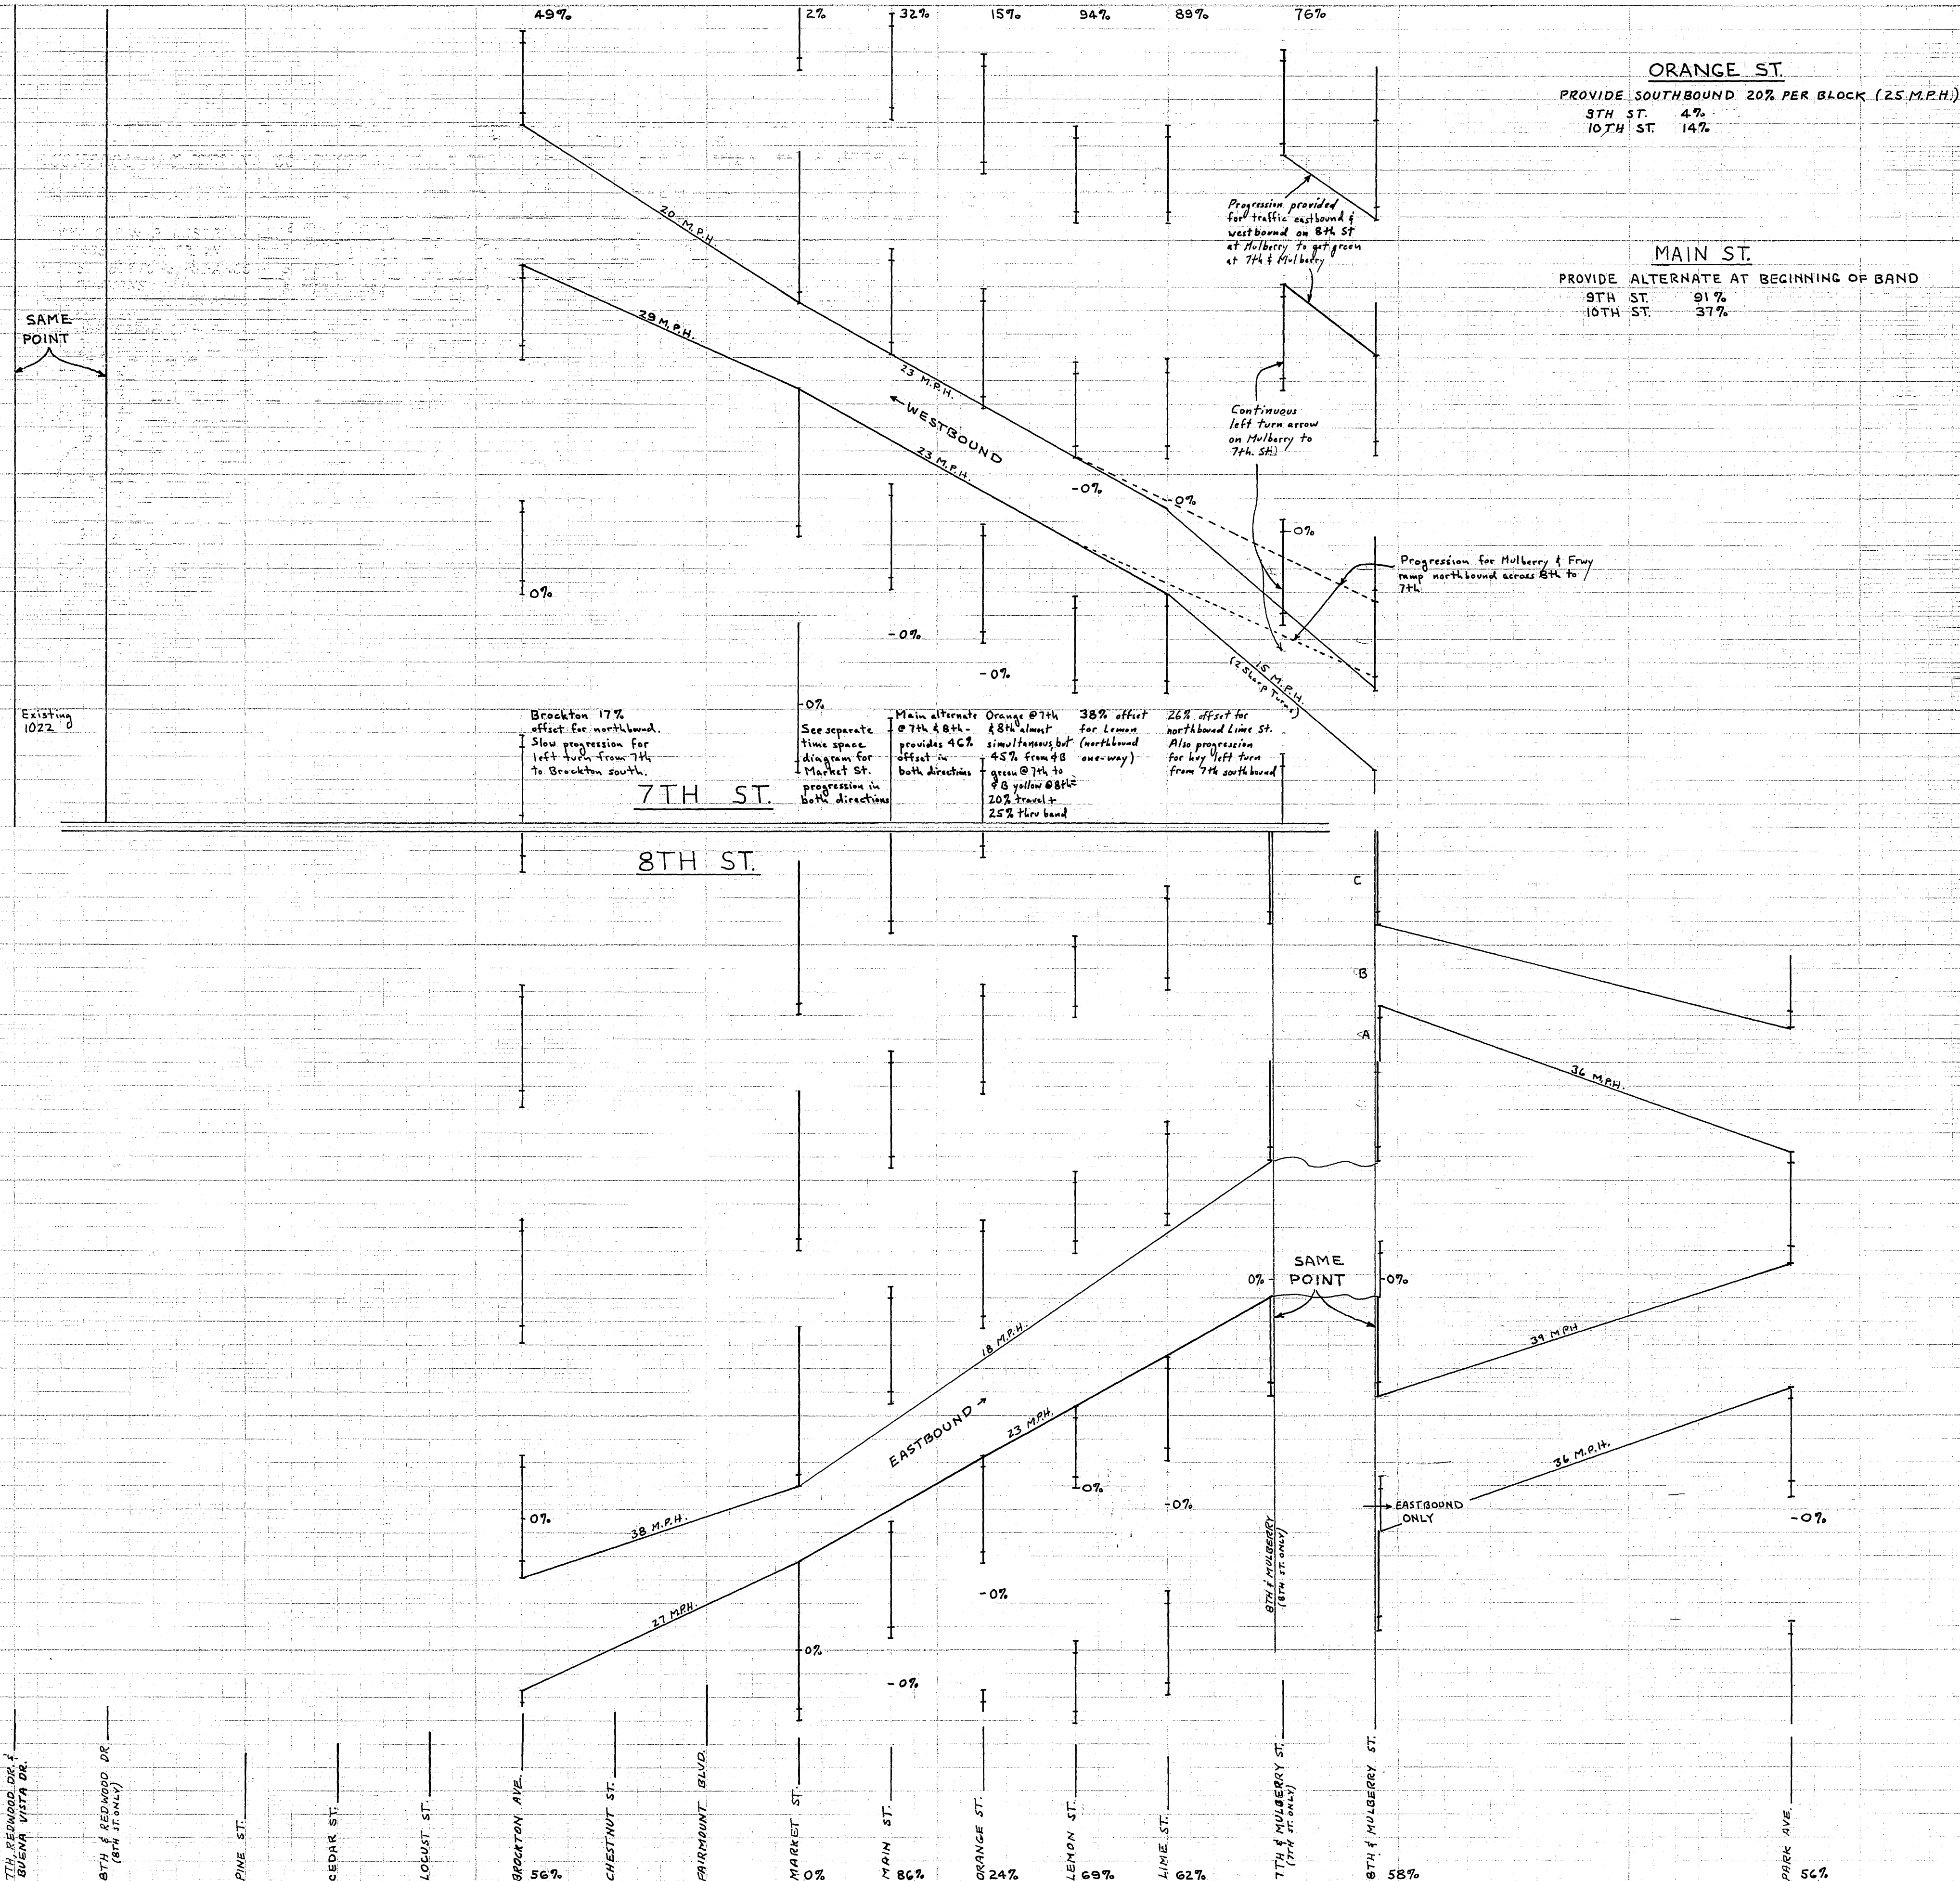 49%
2%
32%
15%
94%
89%
76%
ORANGE ST.
PROVIDE SOUTHBOUND 20% PER BLOCK (25 M.P.H.)
9TH ST. 4%
10TH ST. 14%
MAIN ST.
PROVIDE ALTERNATE AT BEGINNING OF BAND
9TH ST. 91%
10TH ST. 37%
SAME
POINT
20 M.P.H.
29 M.P.H.
23 M.P.H.
WESTBOUND
23 M.P.H.
Progression provided
for traffic eastbound &
westbound on 8th St
at Mulberry to get green
at 7th & Mulberry
Continuous
left turn arrow
on Mulberry to
7th. St.)
-0%
-0%
-0%
Progression for Mulberry & Frwy
ramp northbound across 8th to
7th
15 M.P.H.
(2 Sharp Turns)
0%
-0%
-0%
-0%
Existing
1022
Brockton 17%
offset for northbound.
Slow progression for
left turn from 7th
to Brockton south.
See separate
time space
diagram for
Market St.
progression in
both directions
Main alternate
@ 7th & 8th-
provides 46%
offset in
both directions
Orange @ 7th
& 8th almost
simultaneous, but
45% from
green @ 7th to
yellow @ 8th=
20% travel +
25% thru band
38% offset
for Lemon
(northbound
one-way)
26% offset for
northbound Lime St.
Also progression
for hvy left turn
from 7th southbound
7TH ST.
8TH ST.
C
B
A
36 M.P.H.
SAME
POINT
0%
0%
18 M.P.H.
39 MPH
EASTBOUND
23 M.P.H.
36 M.P.H.
0%
-0%
EASTBOUND
ONLY
-0%
0%
38 M.P.H.
27 M.P.H.
-0%
0%
-0%
8TH & MULBERRY
(8TH ST. ONLY)
7TH, REDWOOD DR. &
BUENA VISTA DR.
8TH & REDWOOD DR.
(8TH ST. ONLY)
PINE ST.
CEDAR ST.
LOCUST ST.
BROCKTON AVE.
56%
CHESTNUT ST.
FAIRMOUNT BLVD.
MARKET ST.
0%
MAIN ST.
86%
ORANGE ST.
24%
LEMON ST.
69%
LIME ST.
62%
7TH & MULBERRY ST.
(7TH ST. ONLY)
8TH & MULBERRY ST.
58%
PARK AVE.
56%